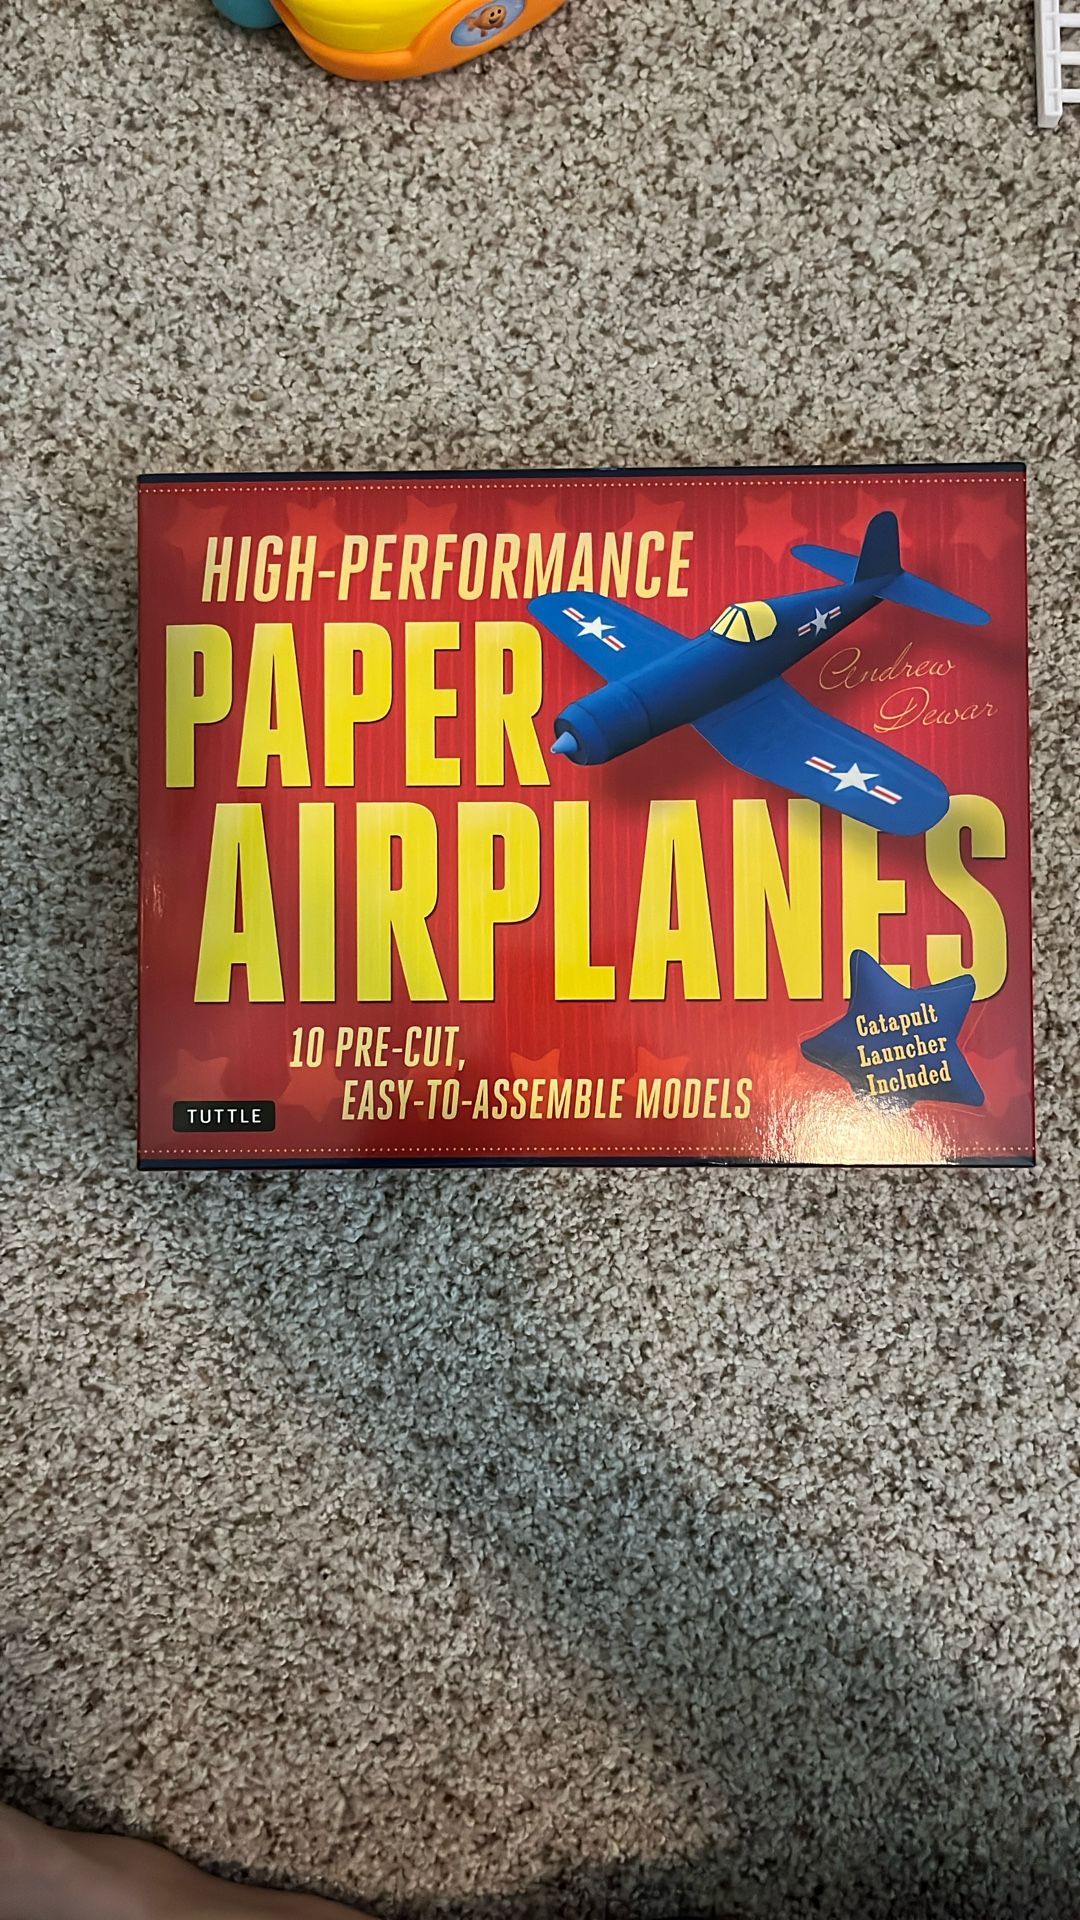 HIGH-PERFORMANCE
PAPER
Andrew
Dewar
AIRPLANES
Catapult
Launcher
Included
10 PRE-CUT,
EASY-TO-ASSEMBLE MODELS
TUTTLE